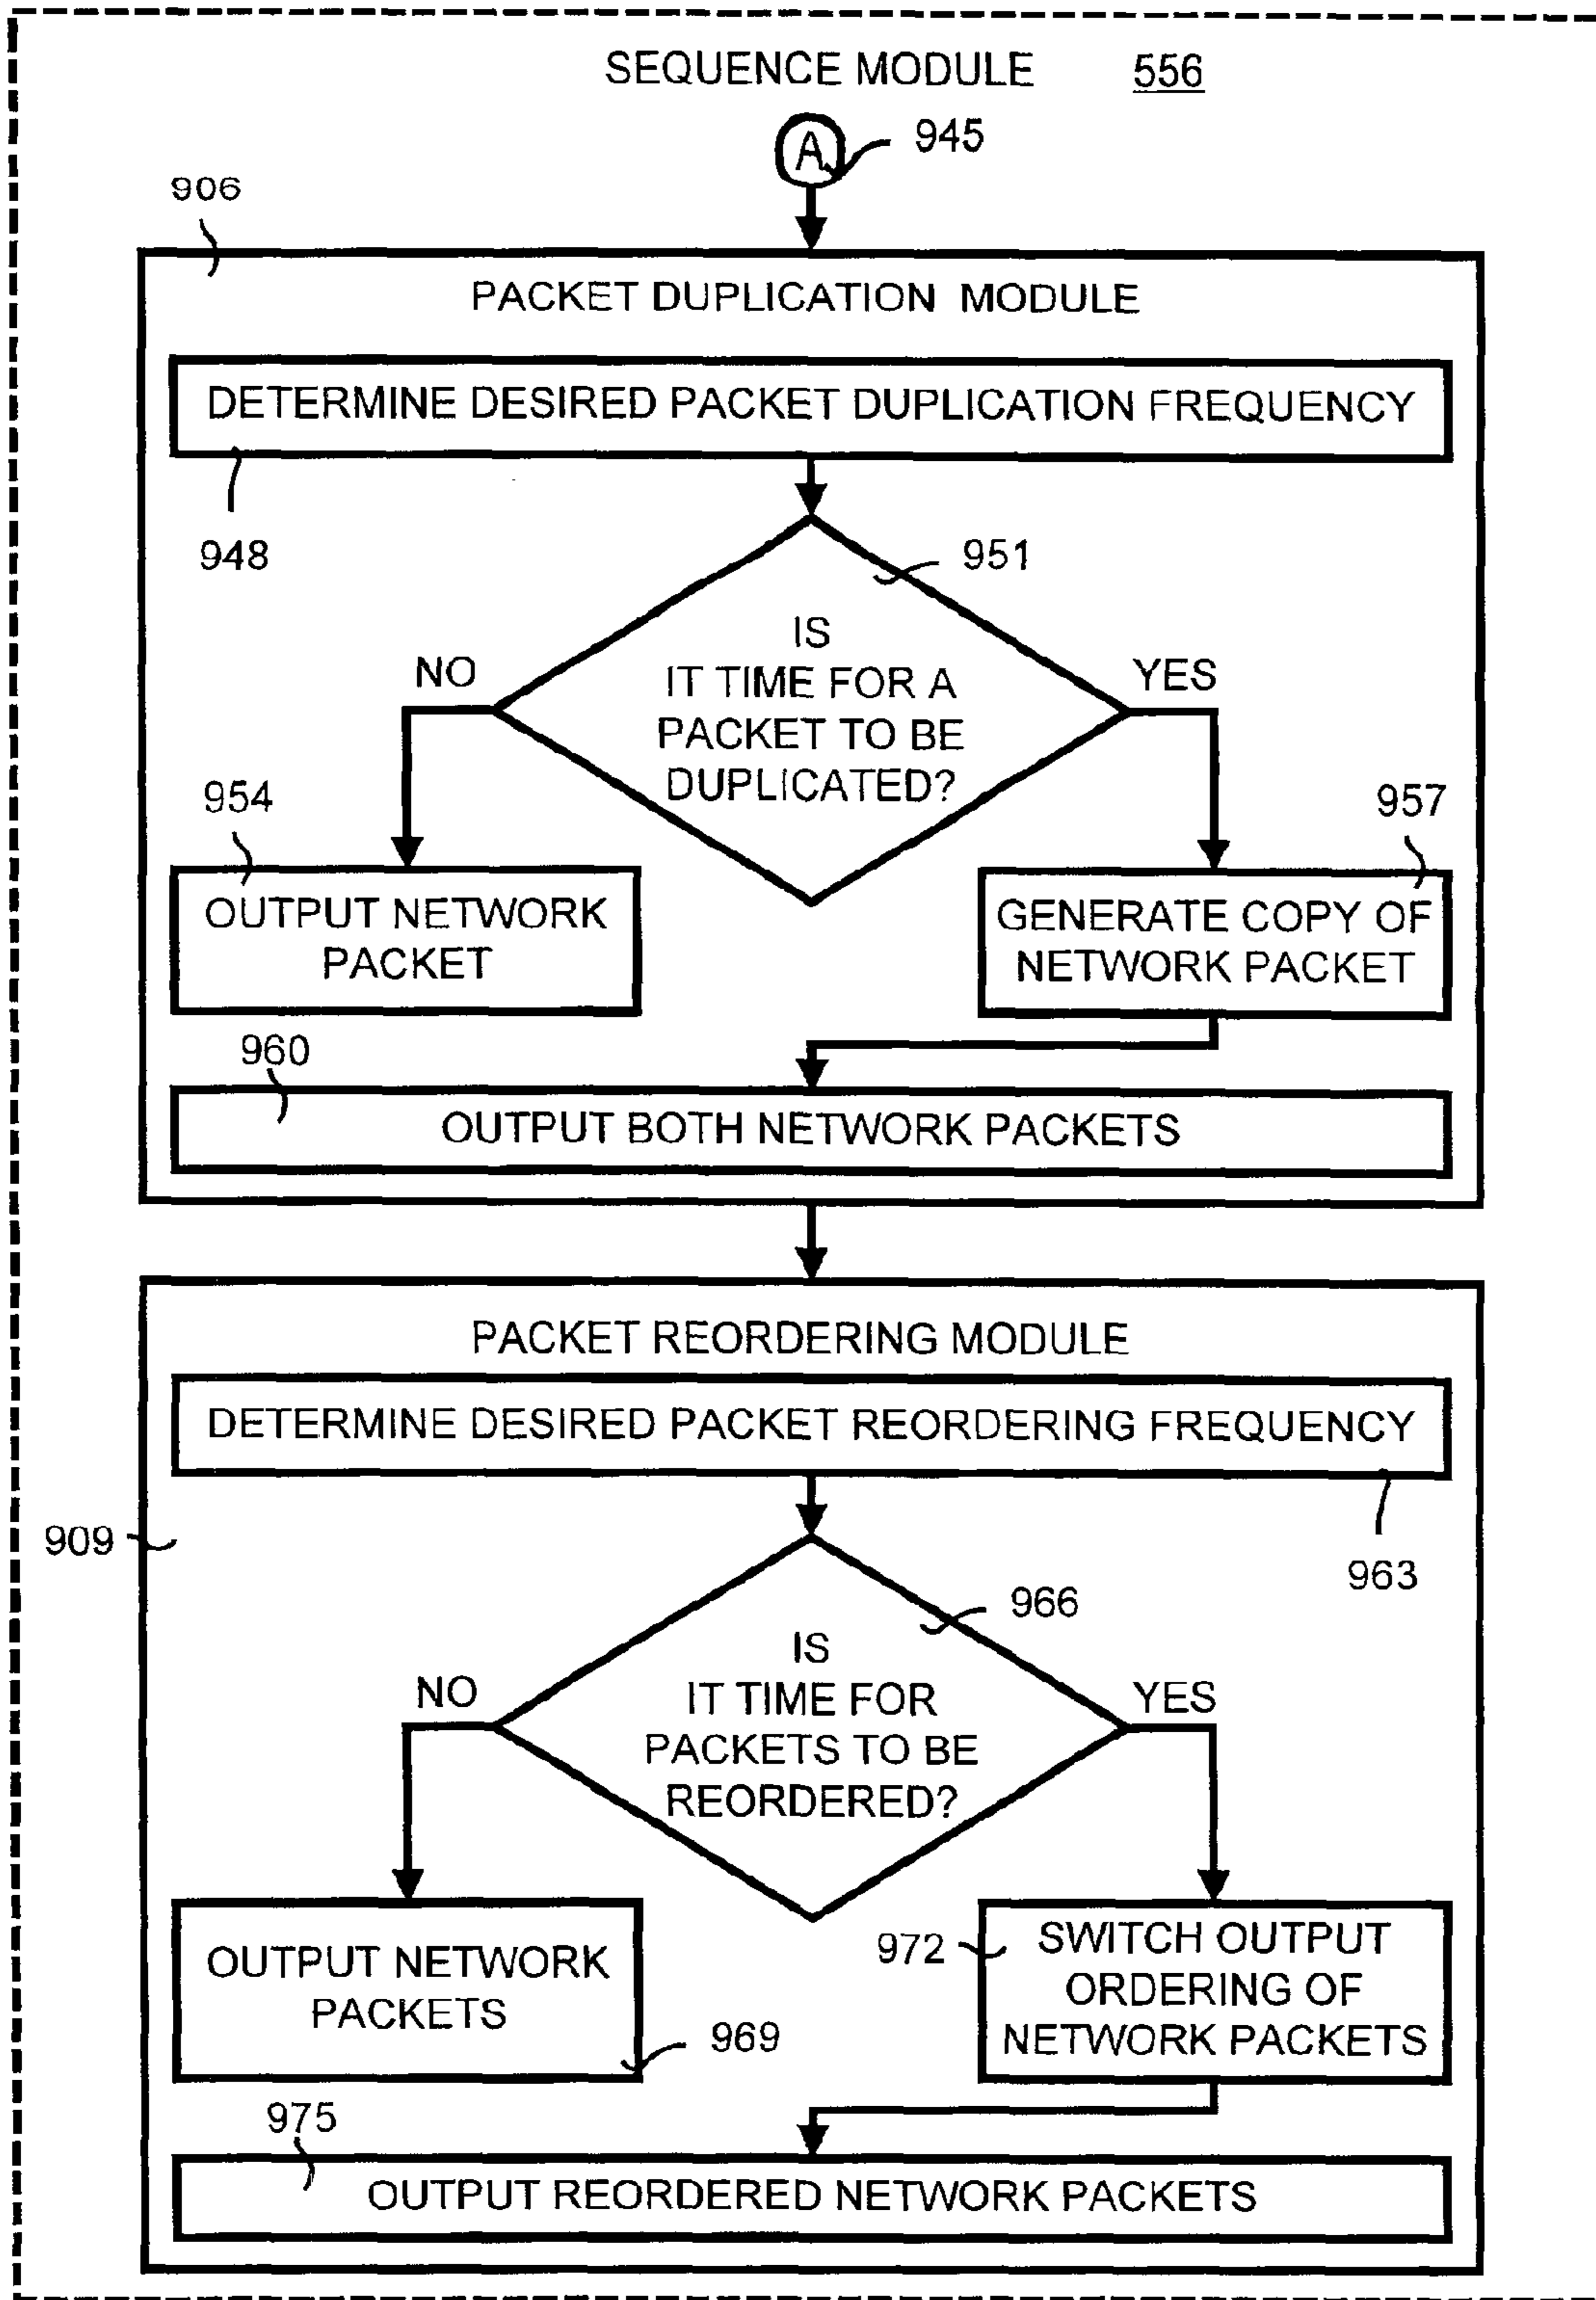 SEQUENCE MODULE 556
A 945
906
PACKET DUPLICATION MODULE
DETERMINE DESIRED PACKET DUPLICATION FREQUENCY
948
951
IS
IT TIME FOR A
PACKET TO BE
DUPLICATED?
NO
YES
954
957
OUTPUT NETWORK
PACKET
GENERATE COPY OF
NETWORK PACKET
960
OUTPUT BOTH NETWORK PACKETS
PACKET REORDERING MODULE
DETERMINE DESIRED PACKET REORDERING FREQUENCY
909
963
966
IS
IT TIME FOR
PACKETS TO BE
REORDERED?
NO
YES
OUTPUT NETWORK
PACKETS
969
972
SWITCH OUTPUT
ORDERING OF
NETWORK PACKETS
975
OUTPUT REORDERED NETWORK PACKETS